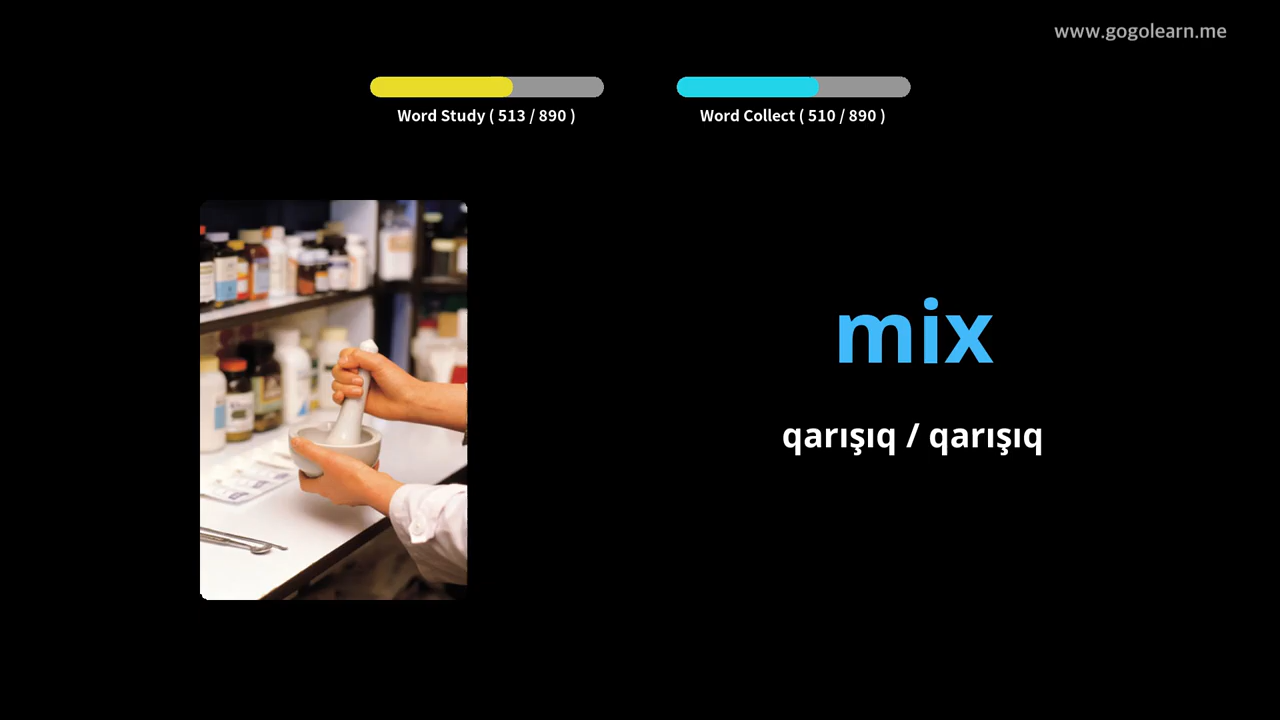 www.gogolearn.me
Word Study ( 513 / 890 )
Word Collect ( 510 / 890 )
mix
qarışıq / qarışıq